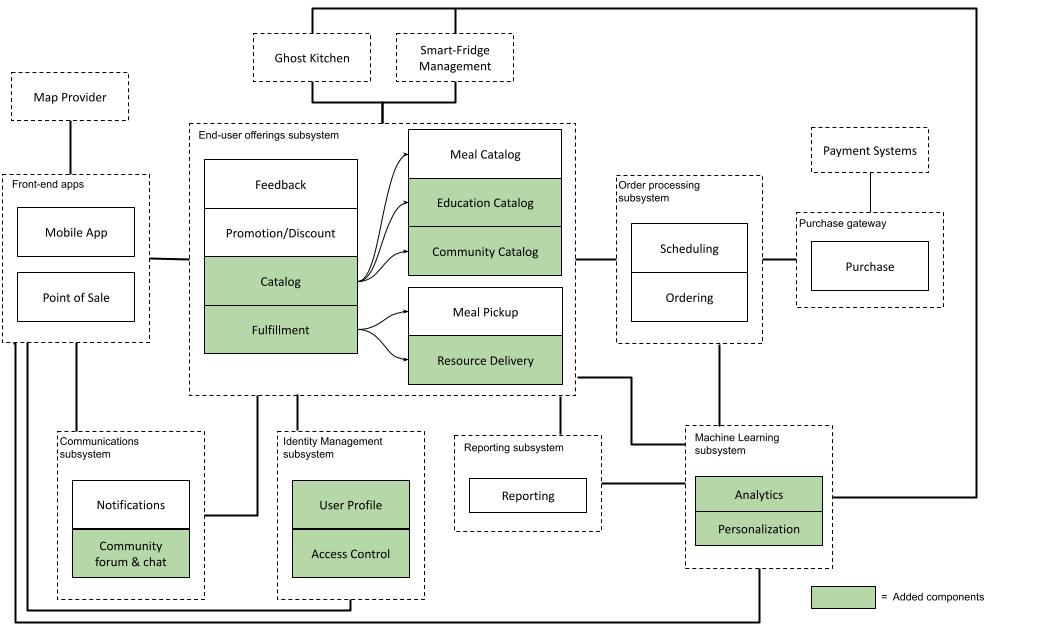 Ghost Kitchen
Smart-Fridge
Management
Map Provider
End-user offerings subsystem
Payment Systems
Front-end apps
Mobile App
Point of Sale
Feedback
Promotion/Discount
Catalog
Fulfillment
Meal Catalog
Education Catalog
Community Catalog
Meal Pickup
Resource Delivery
Order processing
subsystem
Scheduling
Ordering
Purchase gateway
Purchase
Communications
subsystem
Notifications
Community
forum & chat
Identity Management
subsystem
User Profile
Access Control
Reporting subsystem
Reporting
Machine Learning
subsystem
Analytics
Personalization
= Added components